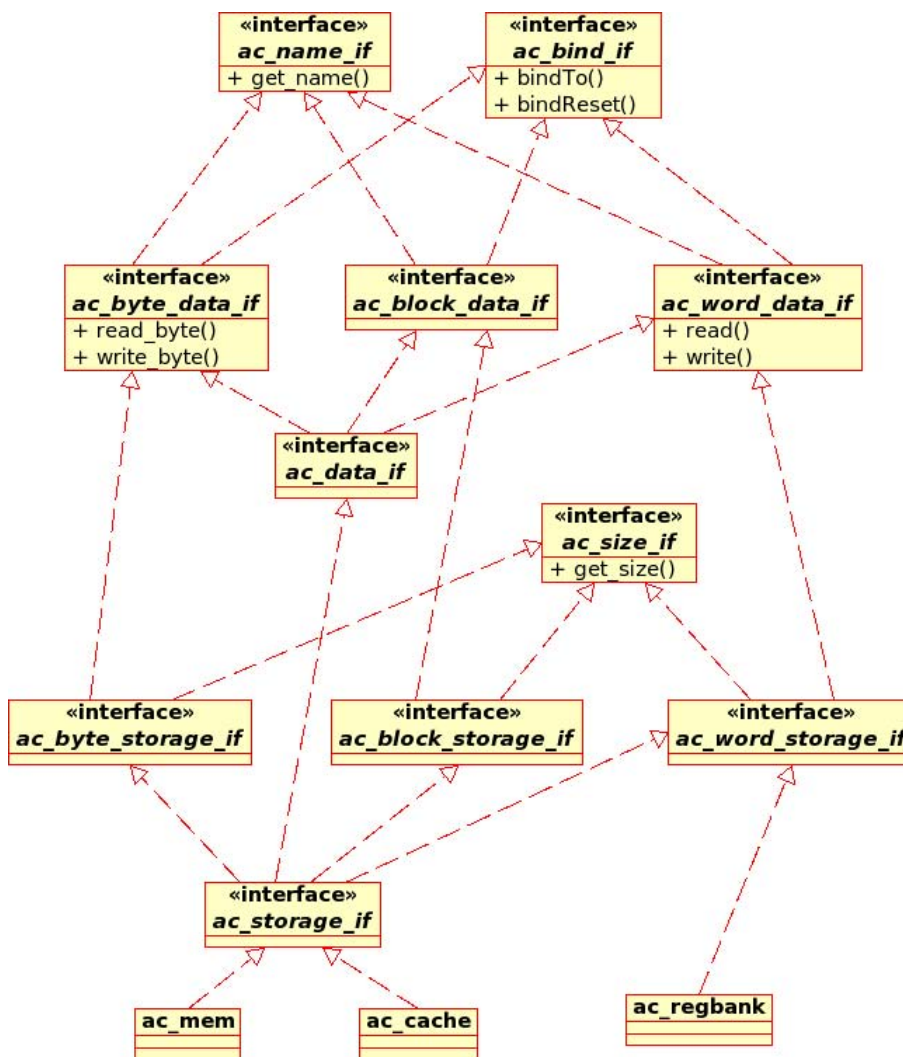 «interface»
ac_name_if
+ get_name()
«interface»
ac_bind_if
+ bindTo()
+ bindReset()
«interface»
ac_byte_data_if
+ read_byte()
+ write_byte()
«interface»
ac_block_data_if
«interface»
ac_word_data_if
+ read()
+ write()
«interface»
ac_data_if
«interface»
ac_size_if
+ get_size()
«interface»
ac_byte_storage_if
«interface»
ac_block_storage_if
«interface»
ac_word_storage_if
«interface»
ac_storage_if
ac_mem
ac_cache
ac_regbank